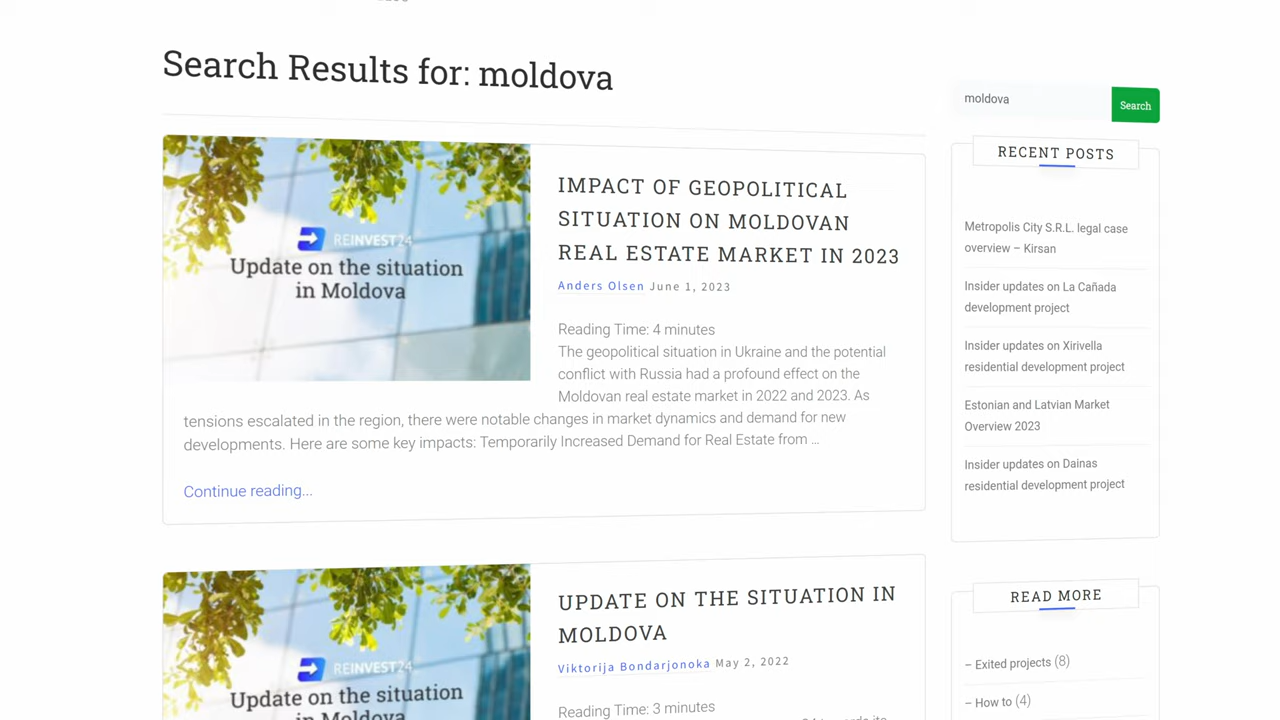 Search Results for: moldova
moldova
Search
REINVEST24
Update on the situation
in Moldova
IMPACT OF GEOPOLITICAL
SITUATION ON MOLDOVAN
REAL ESTATE MARKET IN 2023
Anders Olsen June 1, 2023
Reading Time: 4 minutes
The geopolitical situation in Ukraine and the potential
conflict with Russia had a profound effect on the
Moldovan real estate market in 2022 and 2023. As
tensions escalated in the region, there were notable changes in market dynamics and demand for new
developments. Here are some key impacts: Temporarily Increased Demand for Real Estate from ...
Continue reading...
REINVEST24
Update on the situation
in Moldova
UPDATE ON THE SITUATION IN
MOLDOVA
Viktorija Bondarjonoka May 2, 2022
Reading Time: 3 minutes
RECENT POSTS
Metropolis City S.R.L. legal case
overview – Kirsan
Insider updates on La Cañada
development project
Insider updates on Xirivella
residential development project
Estonian and Latvian Market
Overview 2023
Insider updates on Dainas
residential development project
READ MORE
– Exited projects (8)
– How to (4)